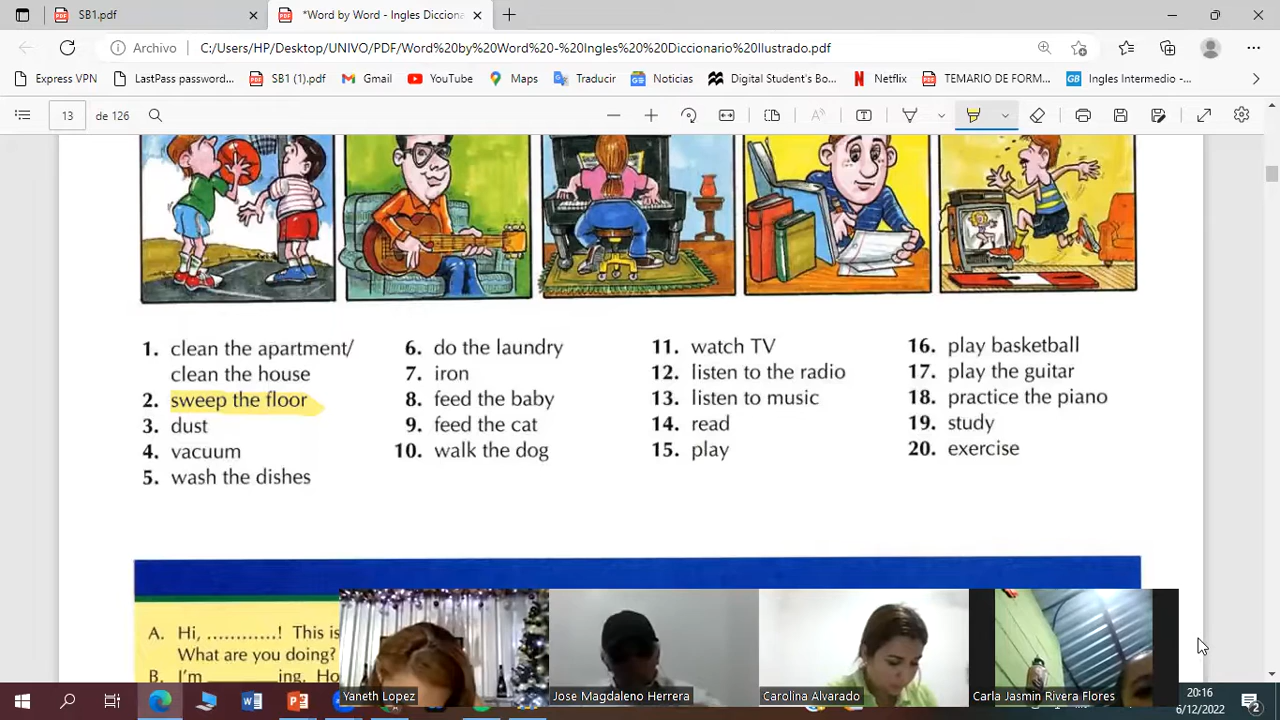 SB1.pdf
*Word by Word - Ingles Dicciona
Archivo C:/Users/HP/Desktop/UNIVO/PDF/Word%20by%20Word%20-%20Ingles%20%20Diccionario%20Ilustrado.pdf
Express VPN LastPass password... SB1 (1).pdf Gmail YouTube Maps Traducir Noticias Digital Student's Bo... Netflix TEMARIO DE FORM... Ingles Intermedio -...
13 de 126
1. clean the apartment/
clean the house
2. sweep the floor
3. dust
4. vacuum
5. wash the dishes
6. do the laundry
7. iron
8. feed the baby
9. feed the cat
10. walk the dog
11. watch TV
12. listen to the radio
13. listen to music
14. read
15. play
16. play basketball
17. play the guitar
18. practice the piano
19. study
20. exercise
A. Hi, ............! This is
What are you doing?
B. I'm ______ing. Ho
Yaneth Lopez
Jose Magdaleno Herrera
Carolina Alvarado
Carla Jasmin Rivera Flores
20:16
6/12/2022
2